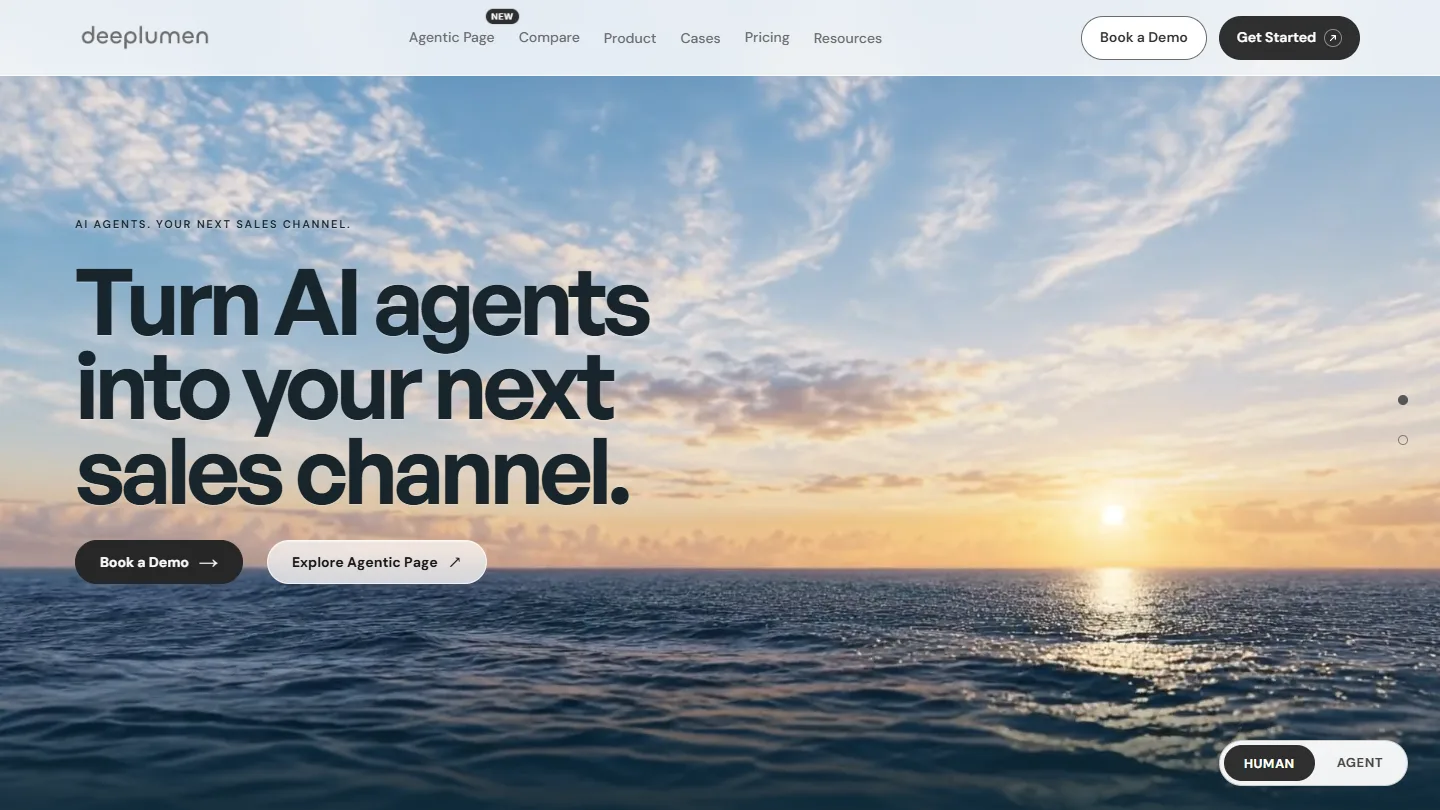 deeplumen
Agentic Page
NEW
Compare
Product
Cases
Pricing
Resources
Book a Demo
Get Started
AI AGENTS. YOUR NEXT SALES CHANNEL.
Turn AI agents
into your next
sales channel.
Book a Demo
Explore Agentic Page
HUMAN
AGENT